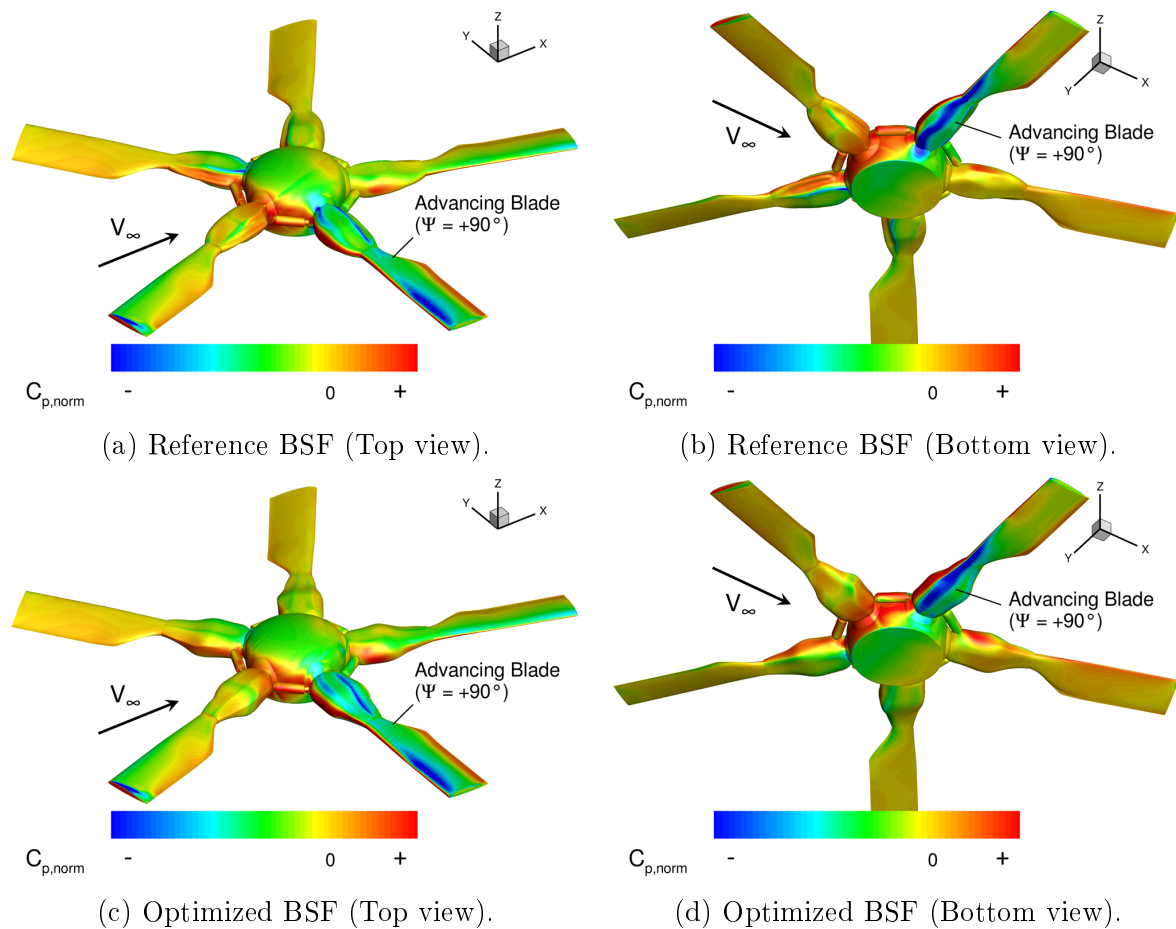 Z
Y
X
V∞
Advancing Blade
(Ψ = +90°)
Cp,norm - 0 +
(a) Reference BSF (Top view).
Z
Y
X
V∞
Advancing Blade
(Ψ = +90°)
Cp,norm - 0 +
(b) Reference BSF (Bottom view).
Z
Y
X
V∞
Advancing Blade
(Ψ = +90°)
Cp,norm - 0 +
(c) Optimized BSF (Top view).
Z
Y
X
V∞
Advancing Blade
(Ψ = +90°)
Cp,norm - 0 +
(d) Optimized BSF (Bottom view).